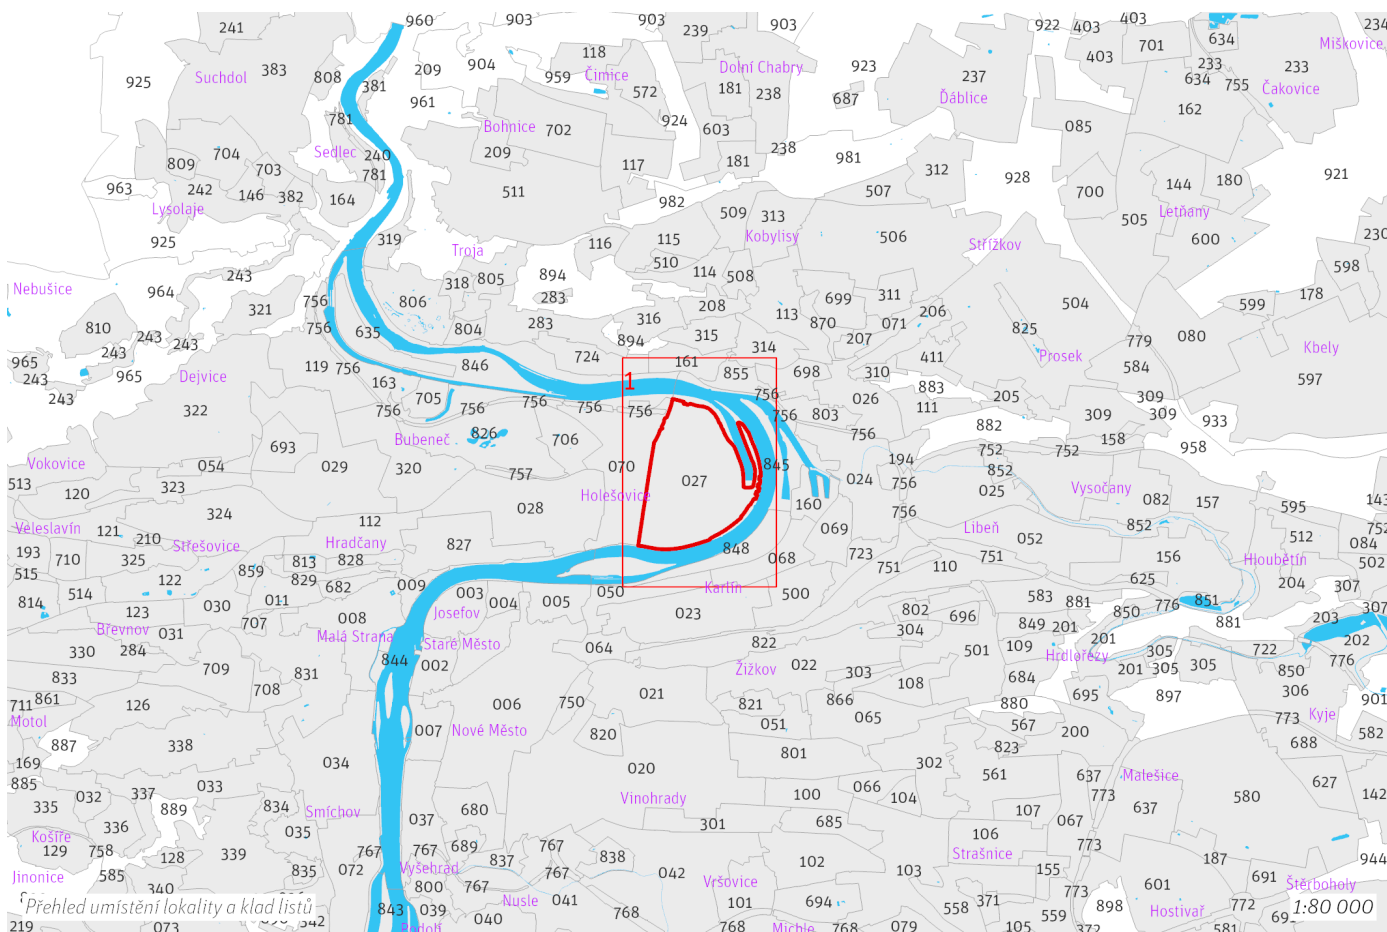 960 903 903 239 903 922 403 403 234
241 701 634 Miškovice
118 403 233 233
925 Suchdol 383 808 209 904 959 Čimice Dolní Chabry 923 237 634 755 Čakovice
381 961 572 181 238 687 Ďáblice 162
781 Bohnice 702 924 603 085
Sedlec 240 209 117 181 238 981 312
809 704 703 781 511 507 928 700 144 180 921
963 242 146 382 164 982
Lysolaje 509 313 505 Letňany
925 319 116 115 Kobylisy 506 Střížkov 600 230
Troja 510
243 318 805 894 114 508 598
Nebušice 964 756 806 283 699 311 504 599 178
321 208 113 206
810 243 243 756 635 804 283 316 315 870 207 071 825 779 080
243 894 314 Kbely
965 965 Dejvice 119 756 846 724 161 855 698 411 Prosek 584
243 163 1 310 883 597
243 322 705 756 026 205 309
756 756 756 756 756 756 803 111 309 309 933
Bubeneč 826 706 756 882 158 958
693 752 752
Vokovice 054 029 320 757 070 845 194 852
513 323 027 024 756 025 Vysočany
120 028 Holešovice 160 082 157 595 143
324 112 756
Veleslavín 121 210 069 Libeň 852 512 752
Střešovice Hradčany 827 848 052 084
193 710 325 813 828 068 723 751 156 Hloubětín 502
515 859 829 682 009 Karlín 751 110 625 204 307
514 122 003 050
814 030 011 004 005 500 583 881 776 851 307
123 008 Josefov 023 802 696 850 203
Břevnov 031 707 Malá Strana 304 849 201 881 202
330 284 Staré Město 064 822 201 305 722
709 844 002 Žižkov 022 501 109 Hrdlořezy 305 776
833 831 303 684 201 305 850
708 021 108 695 897 306
711 861 126 006 750 821 866 880 901
Motol 007 051 065 567 200 773 Kyje
887 338 Nové Město 820 823 688 582
169 034 020 801 302 561 637 Malešice
885 033 066 627
335 032 337 Vinohrady 100 104 773 580 142
889 834 Smíchov 680 107 637
336 035 037 301 685 067
Košíře 106
129 758 128 339 767 767 689 767 838 102 Strašnice 773 187 944
Jinonice 585 835 072 Vyšehrad 837 767 042 103 155
340 800 767 Vršovice 773 601 691 Štěrboholy
Přehled umístění lokality a klad listů 843 039 Nusle 041 101 694 371 898 772 1:80 000
342 040 768 558 559 Hostivař
219 073 768 Michle 768 079 105 372 581